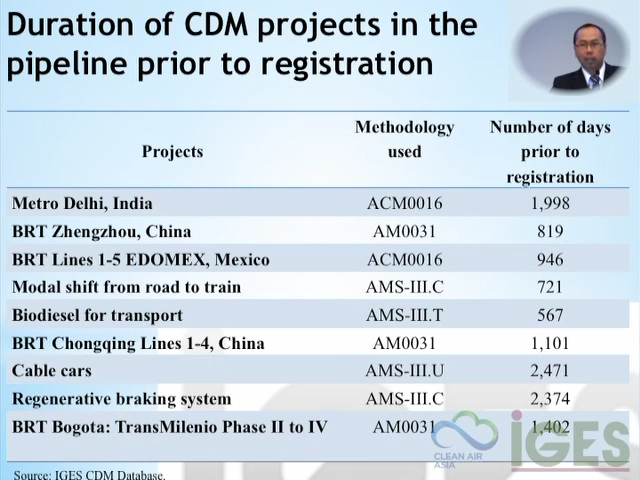 Duration of CDM projects in the
pipeline prior to registration
Projects
Methodology
used
Number of days
prior to
registration
Metro Delhi, India ACM0016 1,998
BRT Zhengzhou, China AM0031 819
BRT Lines 1-5 EDOMEX, Mexico ACM0016 946
Modal shift from road to train AMS-III.C 721
Biodiesel for transport AMS-III.T 567
BRT Chongqing Lines 1-4, China AM0031 1,101
Cable cars AMS-III.U 2,471
Regenerative braking system AMS-III.C 2,374
BRT Bogota: TransMilenio Phase II to IV AM0031 1,402
CLEAN AIR
ASIA
iGES
Source: IGES CDM Database.